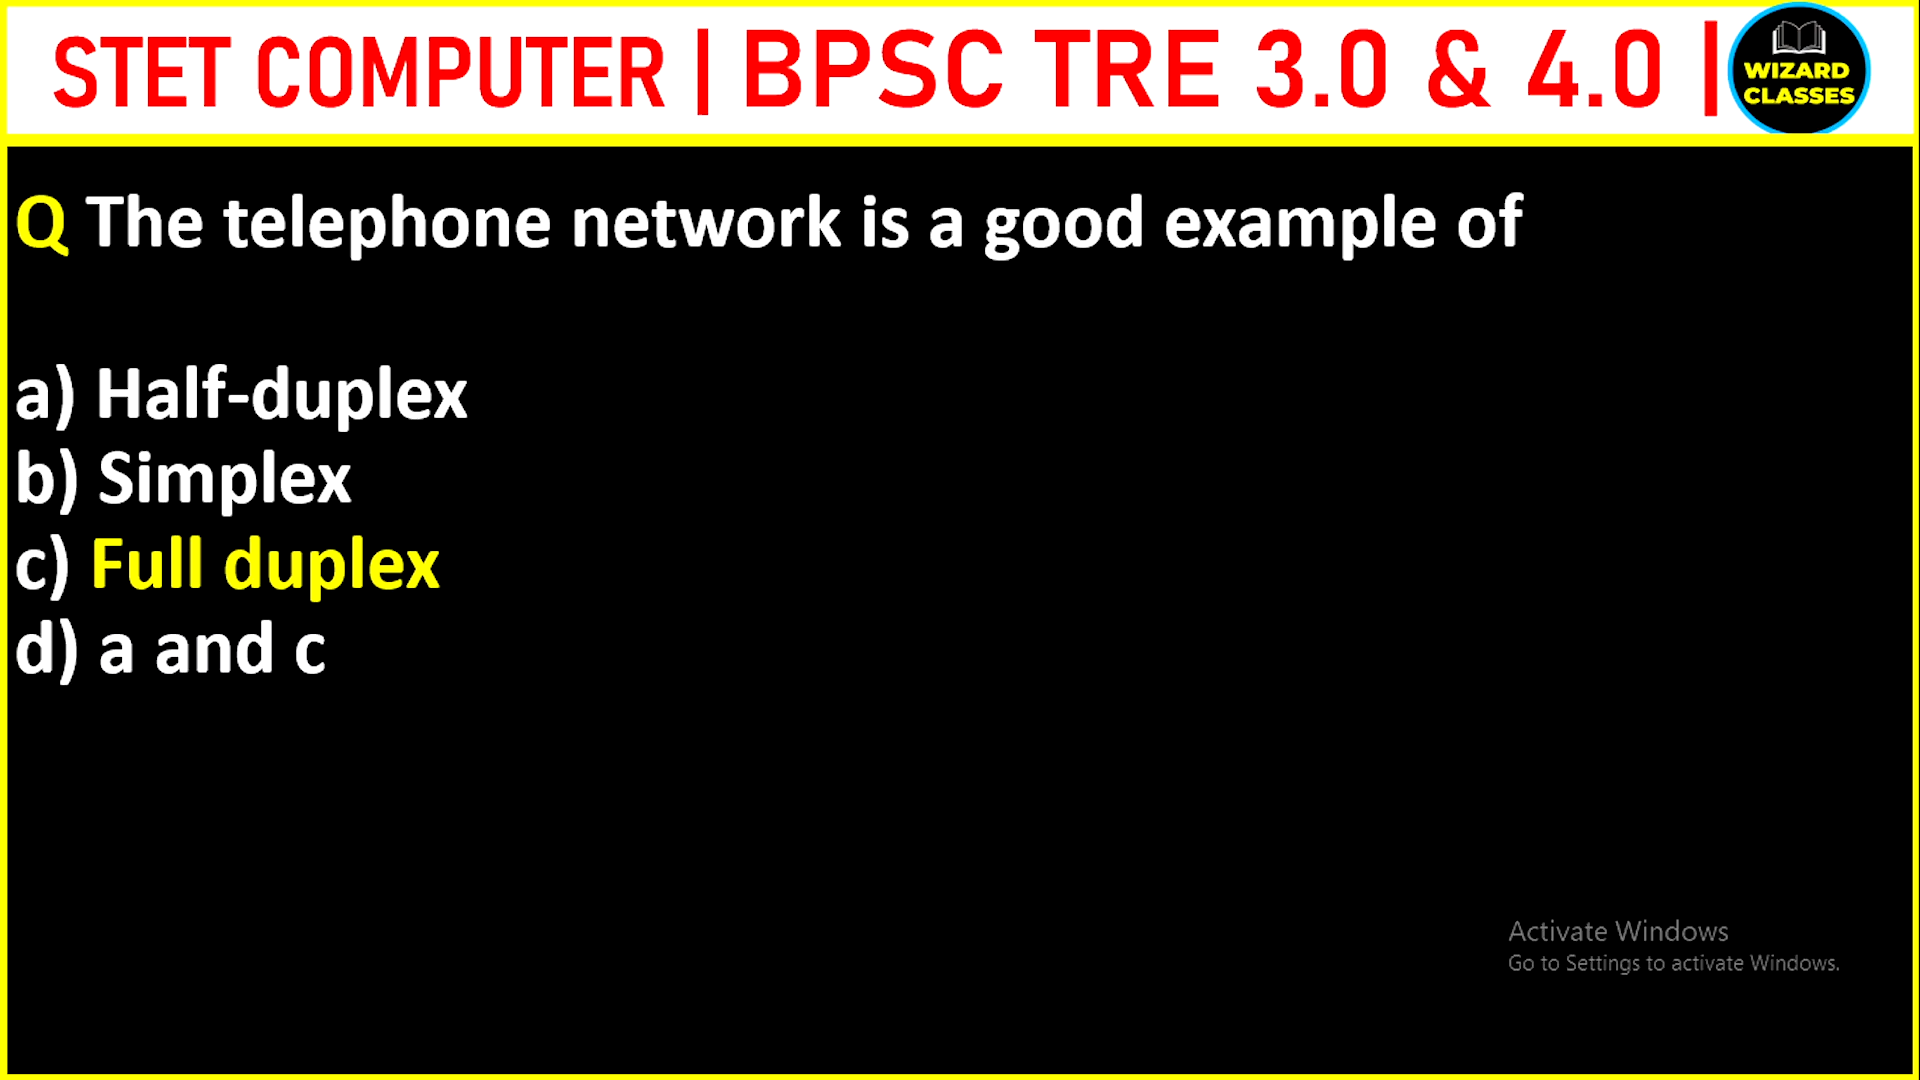 STET COMPUTER | BPSC TRE 3.0 & 4.0 |
WIZARD
CLASSES
Q The telephone network is a good example of
a) Half-duplex
b) Simplex
c) Full duplex
d) a and c
Activate Windows
Go to Settings to activate Windows.